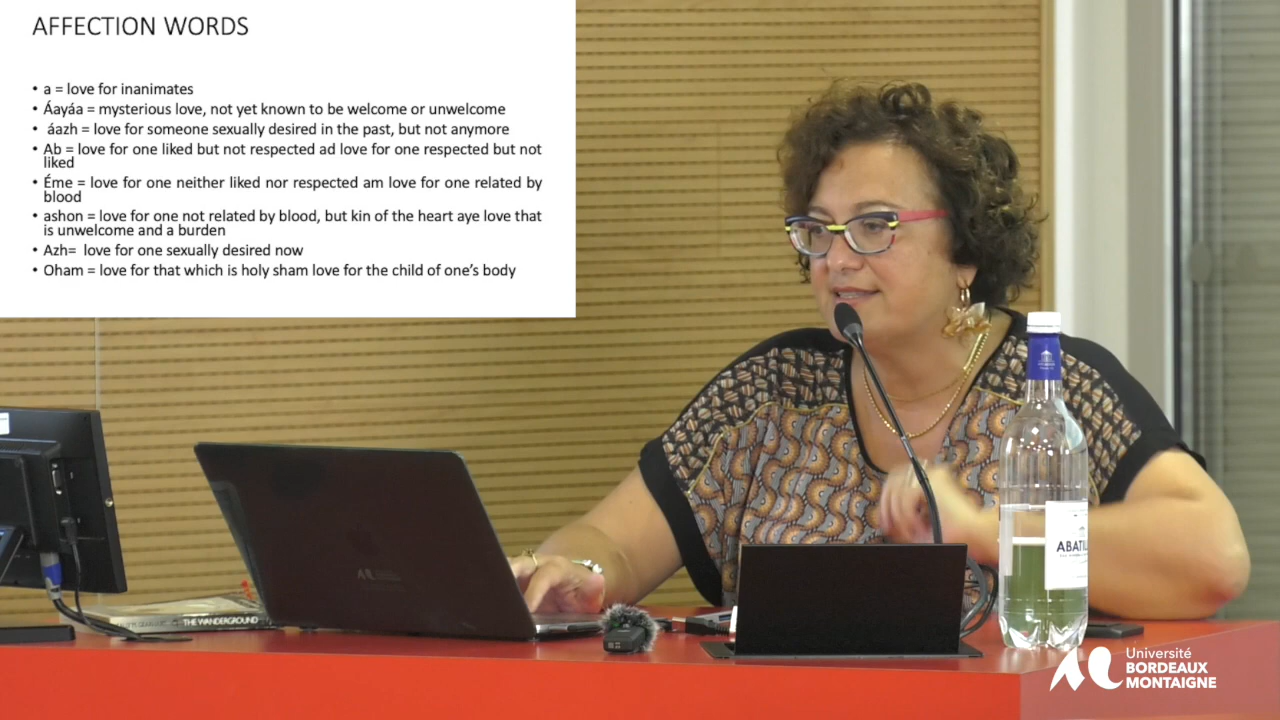 AFFECTION WORDS
• a = love for inanimates
• Áayáa = mysterious love, not yet known to be welcome or unwelcome
• áazh = love for someone sexually desired in the past, but not anymore
• Ab = love for one liked but not respected ad love for one respected but not
liked
• Éme = love for one neither liked nor respected am love for one related by
blood
• ashon = love for one not related by blood, but kin of the heart aye love that
is unwelcome and a burden
• Azh= love for one sexually desired now
• Oham = love for that which is holy sham love for the child of one's body
THE WANDERGROUND
ABATIL
Université
BORDEAUX
MONTAIGNE